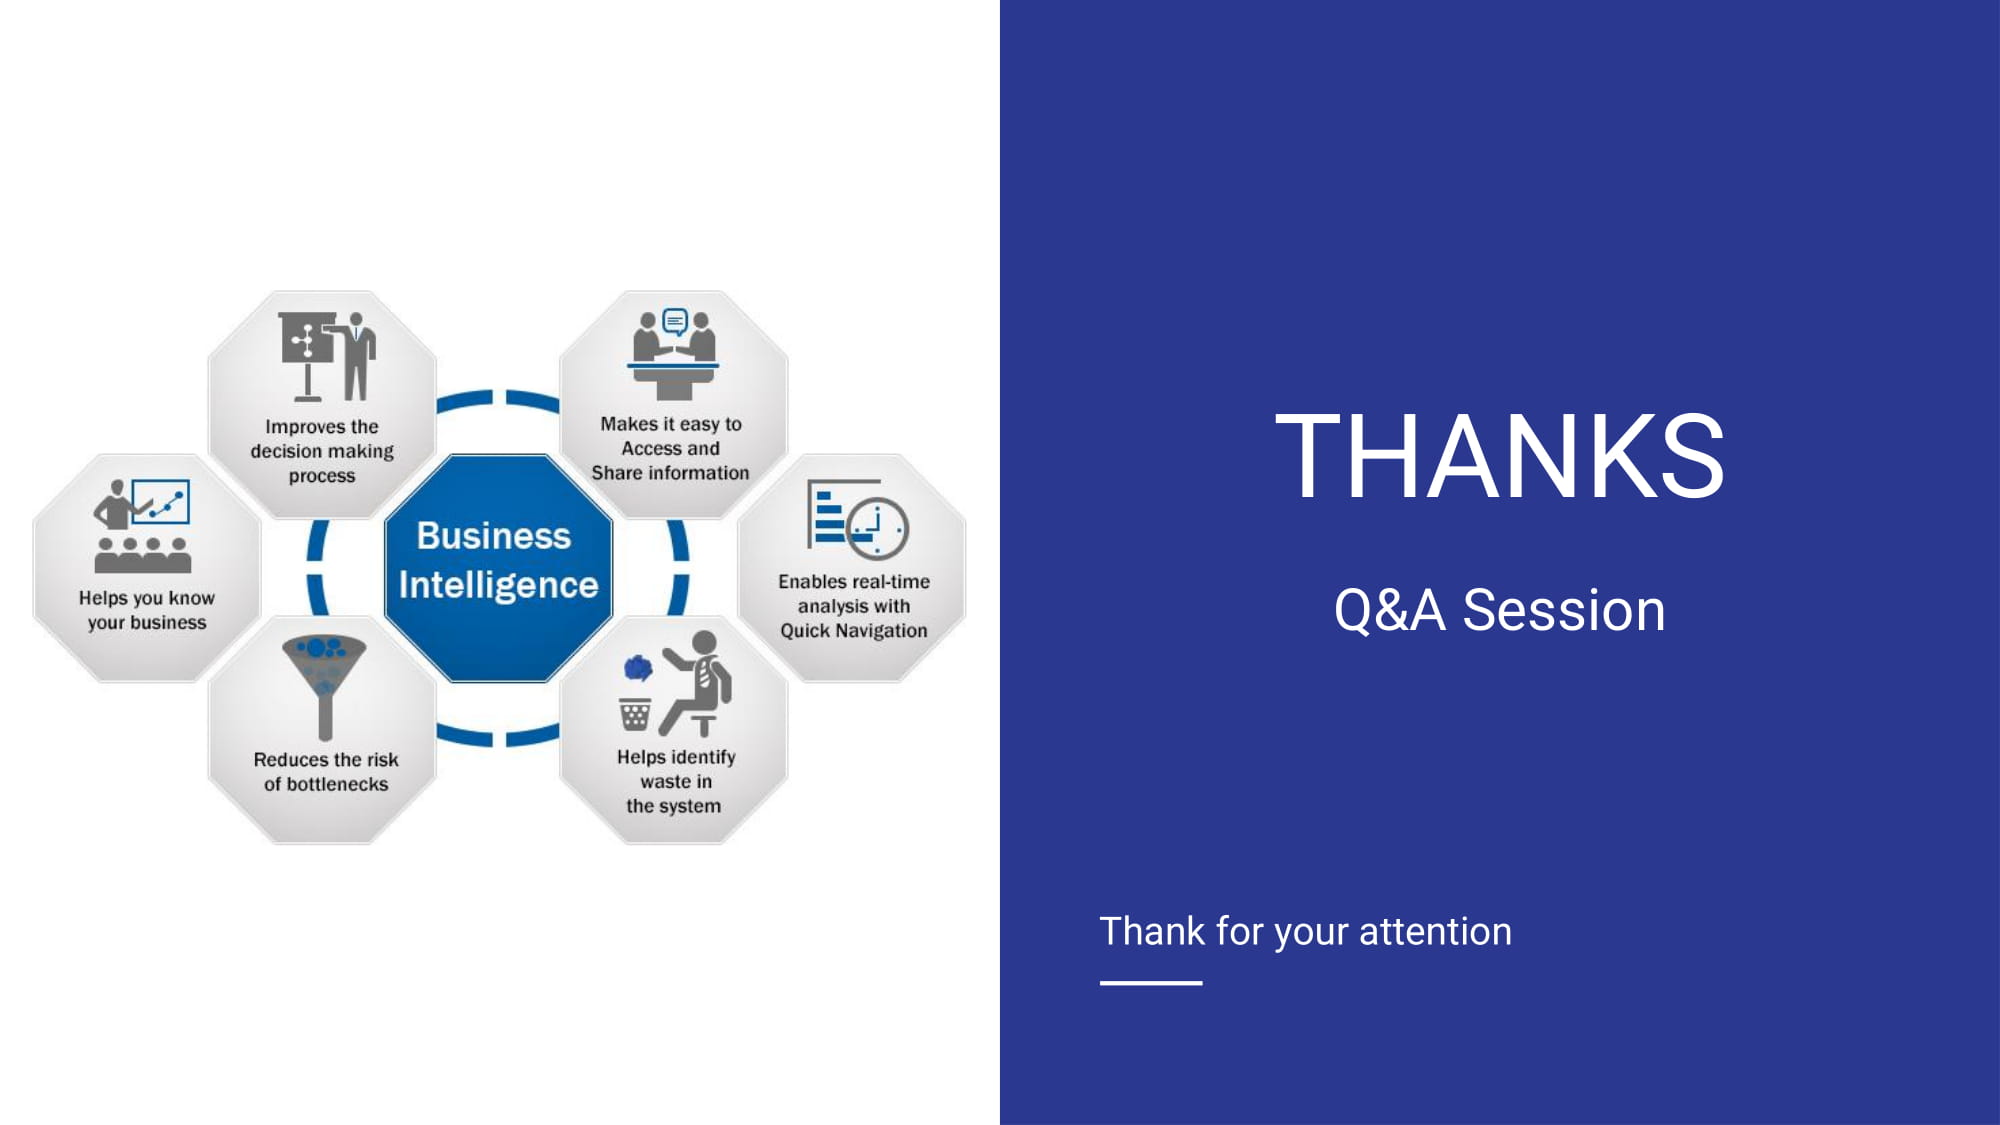 Improves the
decision making
process
Makes it easy to
Access and
Share information
Helps you know
your business
Business
Intelligence
Enables real-time
analysis with
Quick Navigation
Reduces the risk
of bottlenecks
Helps identify
waste in
the system
THANKS
Q&A Session
Thank for your attention